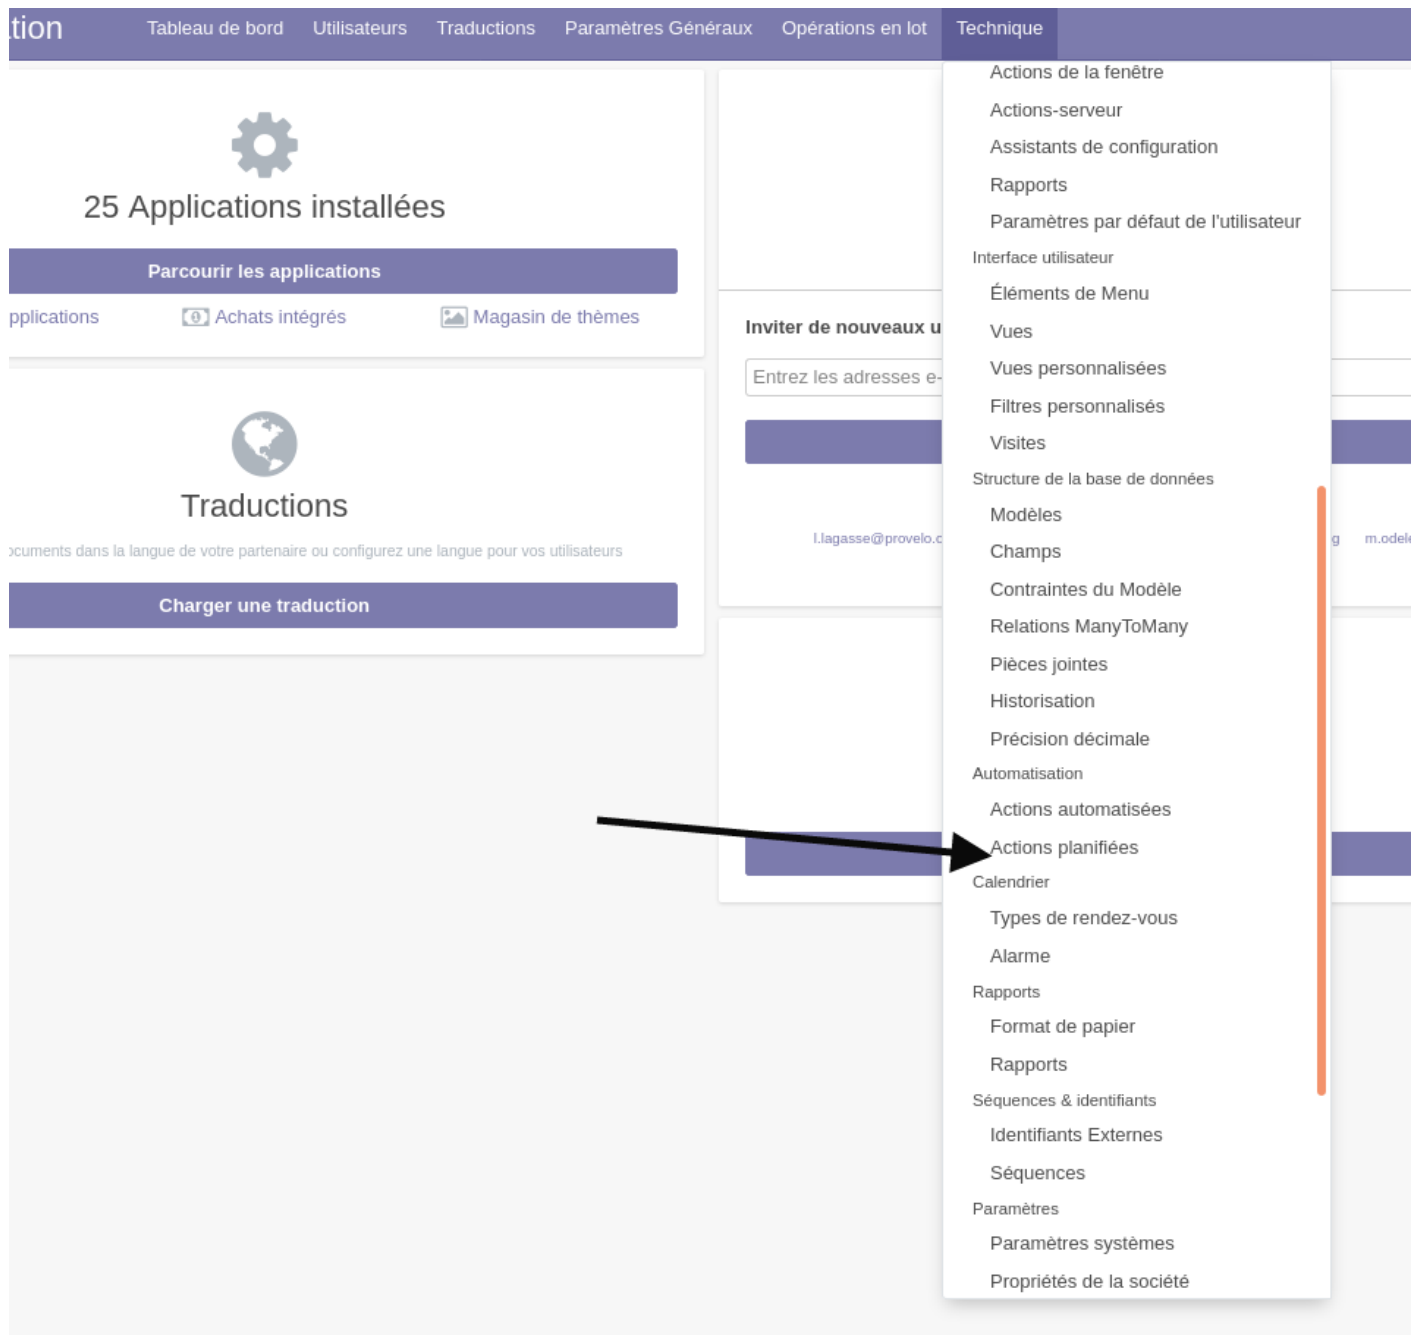 tion Tableau de bord Utilisateurs Traductions Paramètres Généraux Opérations en lot Technique
25 Applications installées
Parcourir les applications
pplications Achats intégrés Magasin de thèmes
Traductions
ocuments dans la langue de votre partenaire ou configurez une langue pour vos utilisateurs
Charger une traduction
Inviter de nouveaux u
Entrez les adresses e-
l.lagasse@provelo.c
g m.odele
Actions de la fenêtre
Actions-serveur
Assistants de configuration
Rapports
Paramètres par défaut de l'utilisateur
Interface utilisateur
Éléments de Menu
Vues
Vues personnalisées
Filtres personnalisés
Visites
Structure de la base de données
Modèles
Champs
Contraintes du Modèle
Relations ManyToMany
Pièces jointes
Historisation
Précision décimale
Automatisation
Actions automatisées
Actions planifiées
Calendrier
Types de rendez-vous
Alarme
Rapports
Format de papier
Rapports
Séquences & identifiants
Identifiants Externes
Séquences
Paramètres
Paramètres systèmes
Propriétés de la société